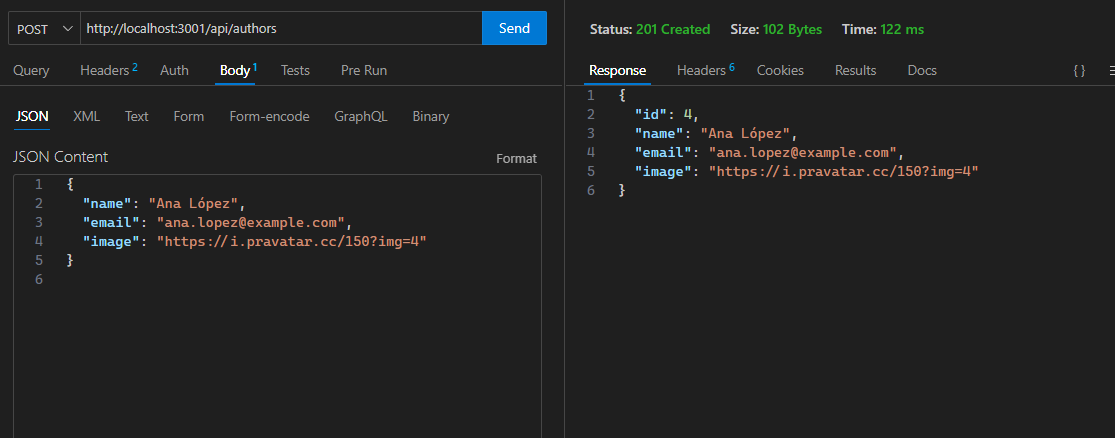 POST http://localhost:3001/api/authors Send
Query Headers 2 Auth Body 1 Tests Pre Run
JSON XML Text Form Form-encode GraphQL Binary
JSON Content Format
1 {
2 "name": "Ana López",
3 "email": "ana.lopez@example.com",
4 "image": "https://i.pravatar.cc/150?img=4"
5 }
6
Status: 201 Created Size: 102 Bytes Time: 122 ms
Response Headers 6 Cookies Results Docs { }
1 {
2 "id": 4,
3 "name": "Ana López",
4 "email": "ana.lopez@example.com",
5 "image": "https://i.pravatar.cc/150?img=4"
6 }